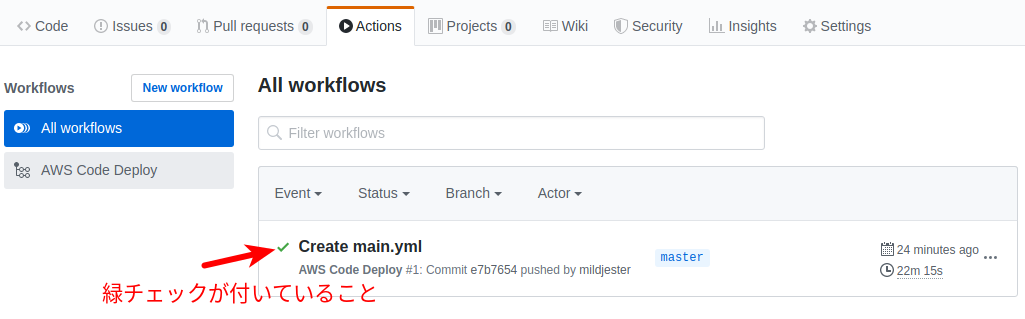 Code Issues 0 Pull requests 0 Actions Projects 0 Wiki Security Insights Settings
Workflows New workflow
All workflows
AWS Code Deploy
All workflows
Filter workflows
Event Status Branch Actor
Create main.yml
AWS Code Deploy #1: Commit e7b7654 pushed by mildjester
master
24 minutes ago
22m 15s
緑チェックが付いていること